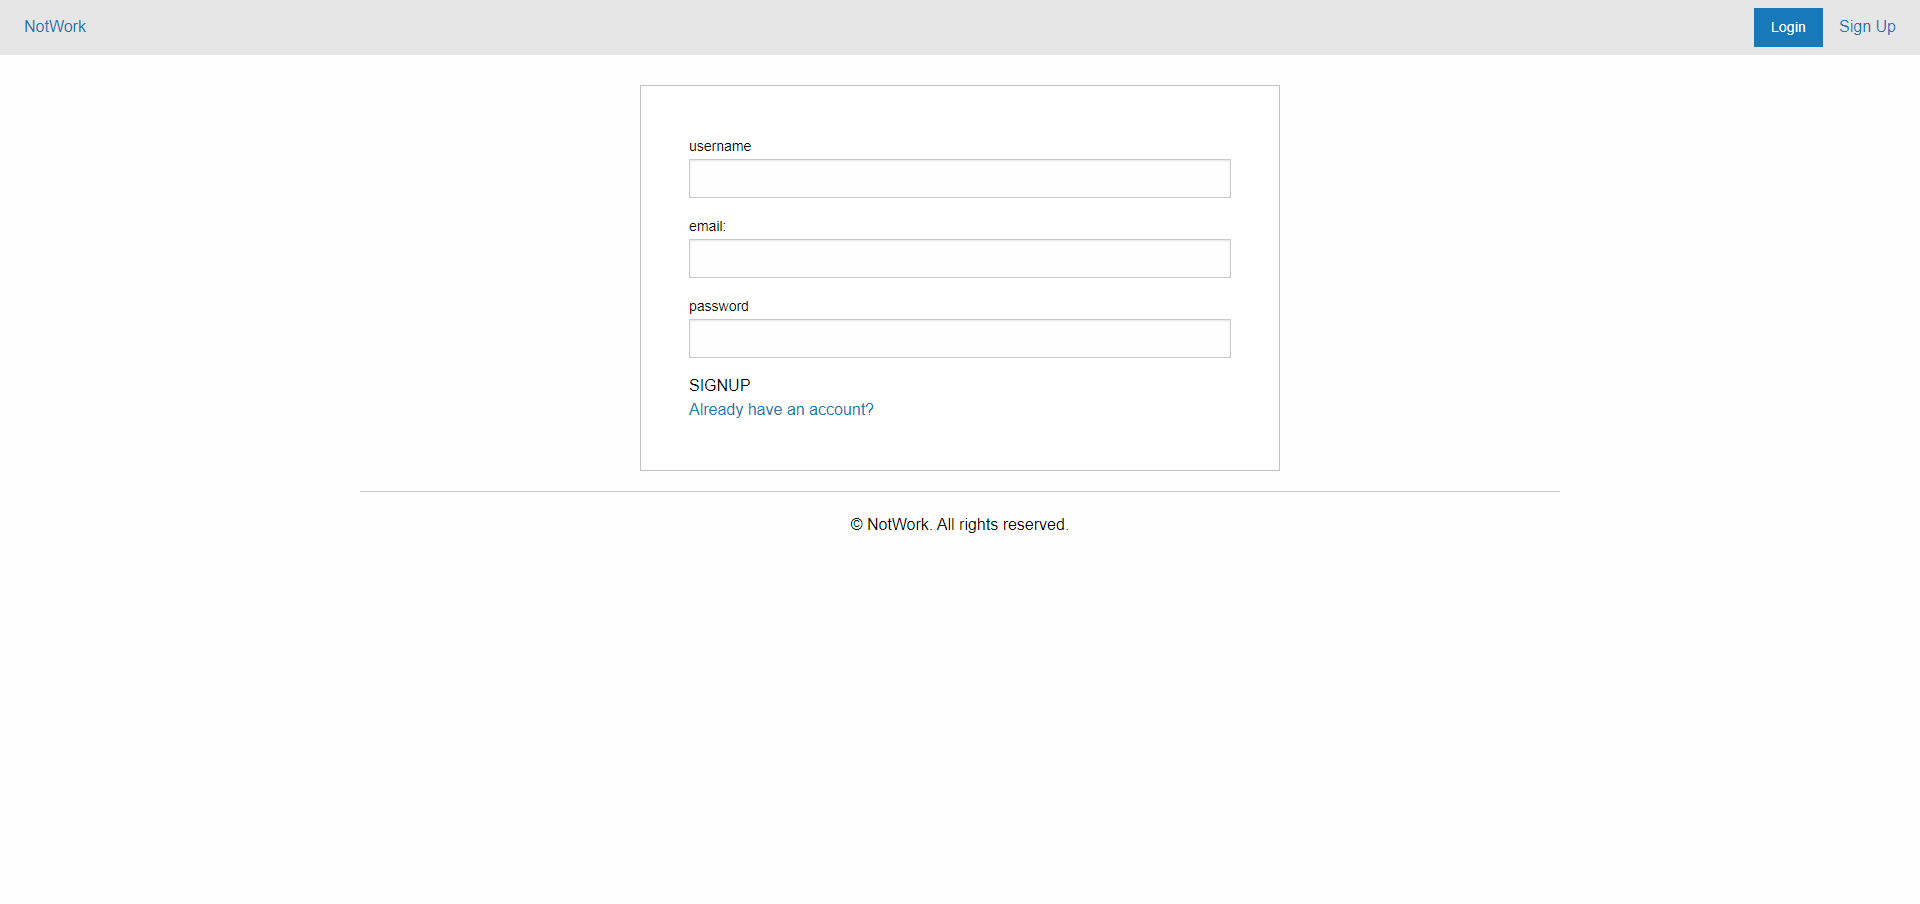 NotWork
Login
Sign Up
username
email:
password
SIGNUP
Already have an account?
© NotWork. All rights reserved.